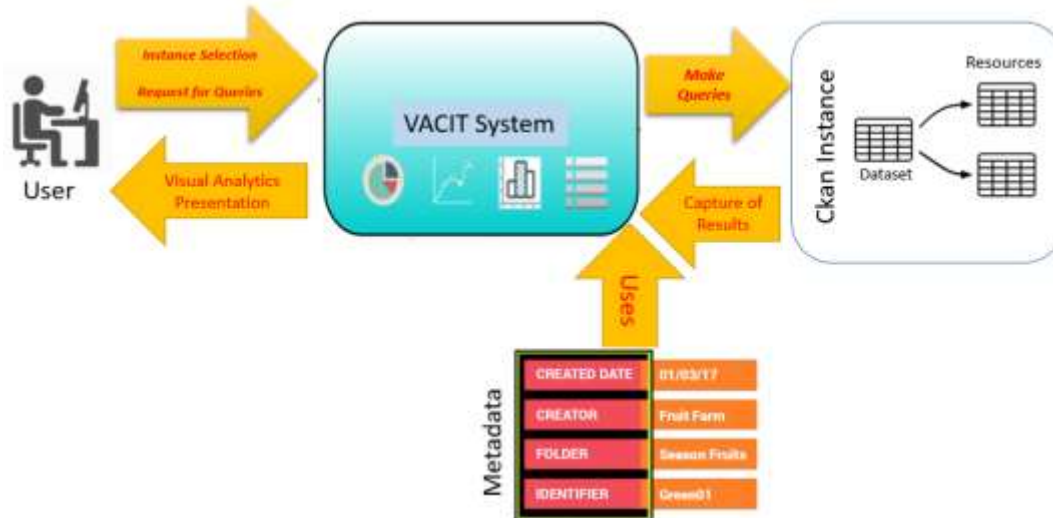 Instance Selection
Request for Queries
User
Visual Analytics
Presentation
VACIT System
Make
Queries
Capture of
Results
Ckan Instance
Resources
Dataset
Uses
Metadata
CREATED DATE 01/03/17
CREATOR Fruit Farm
FOLDER Season Fruits
IDENTIFIER Green01